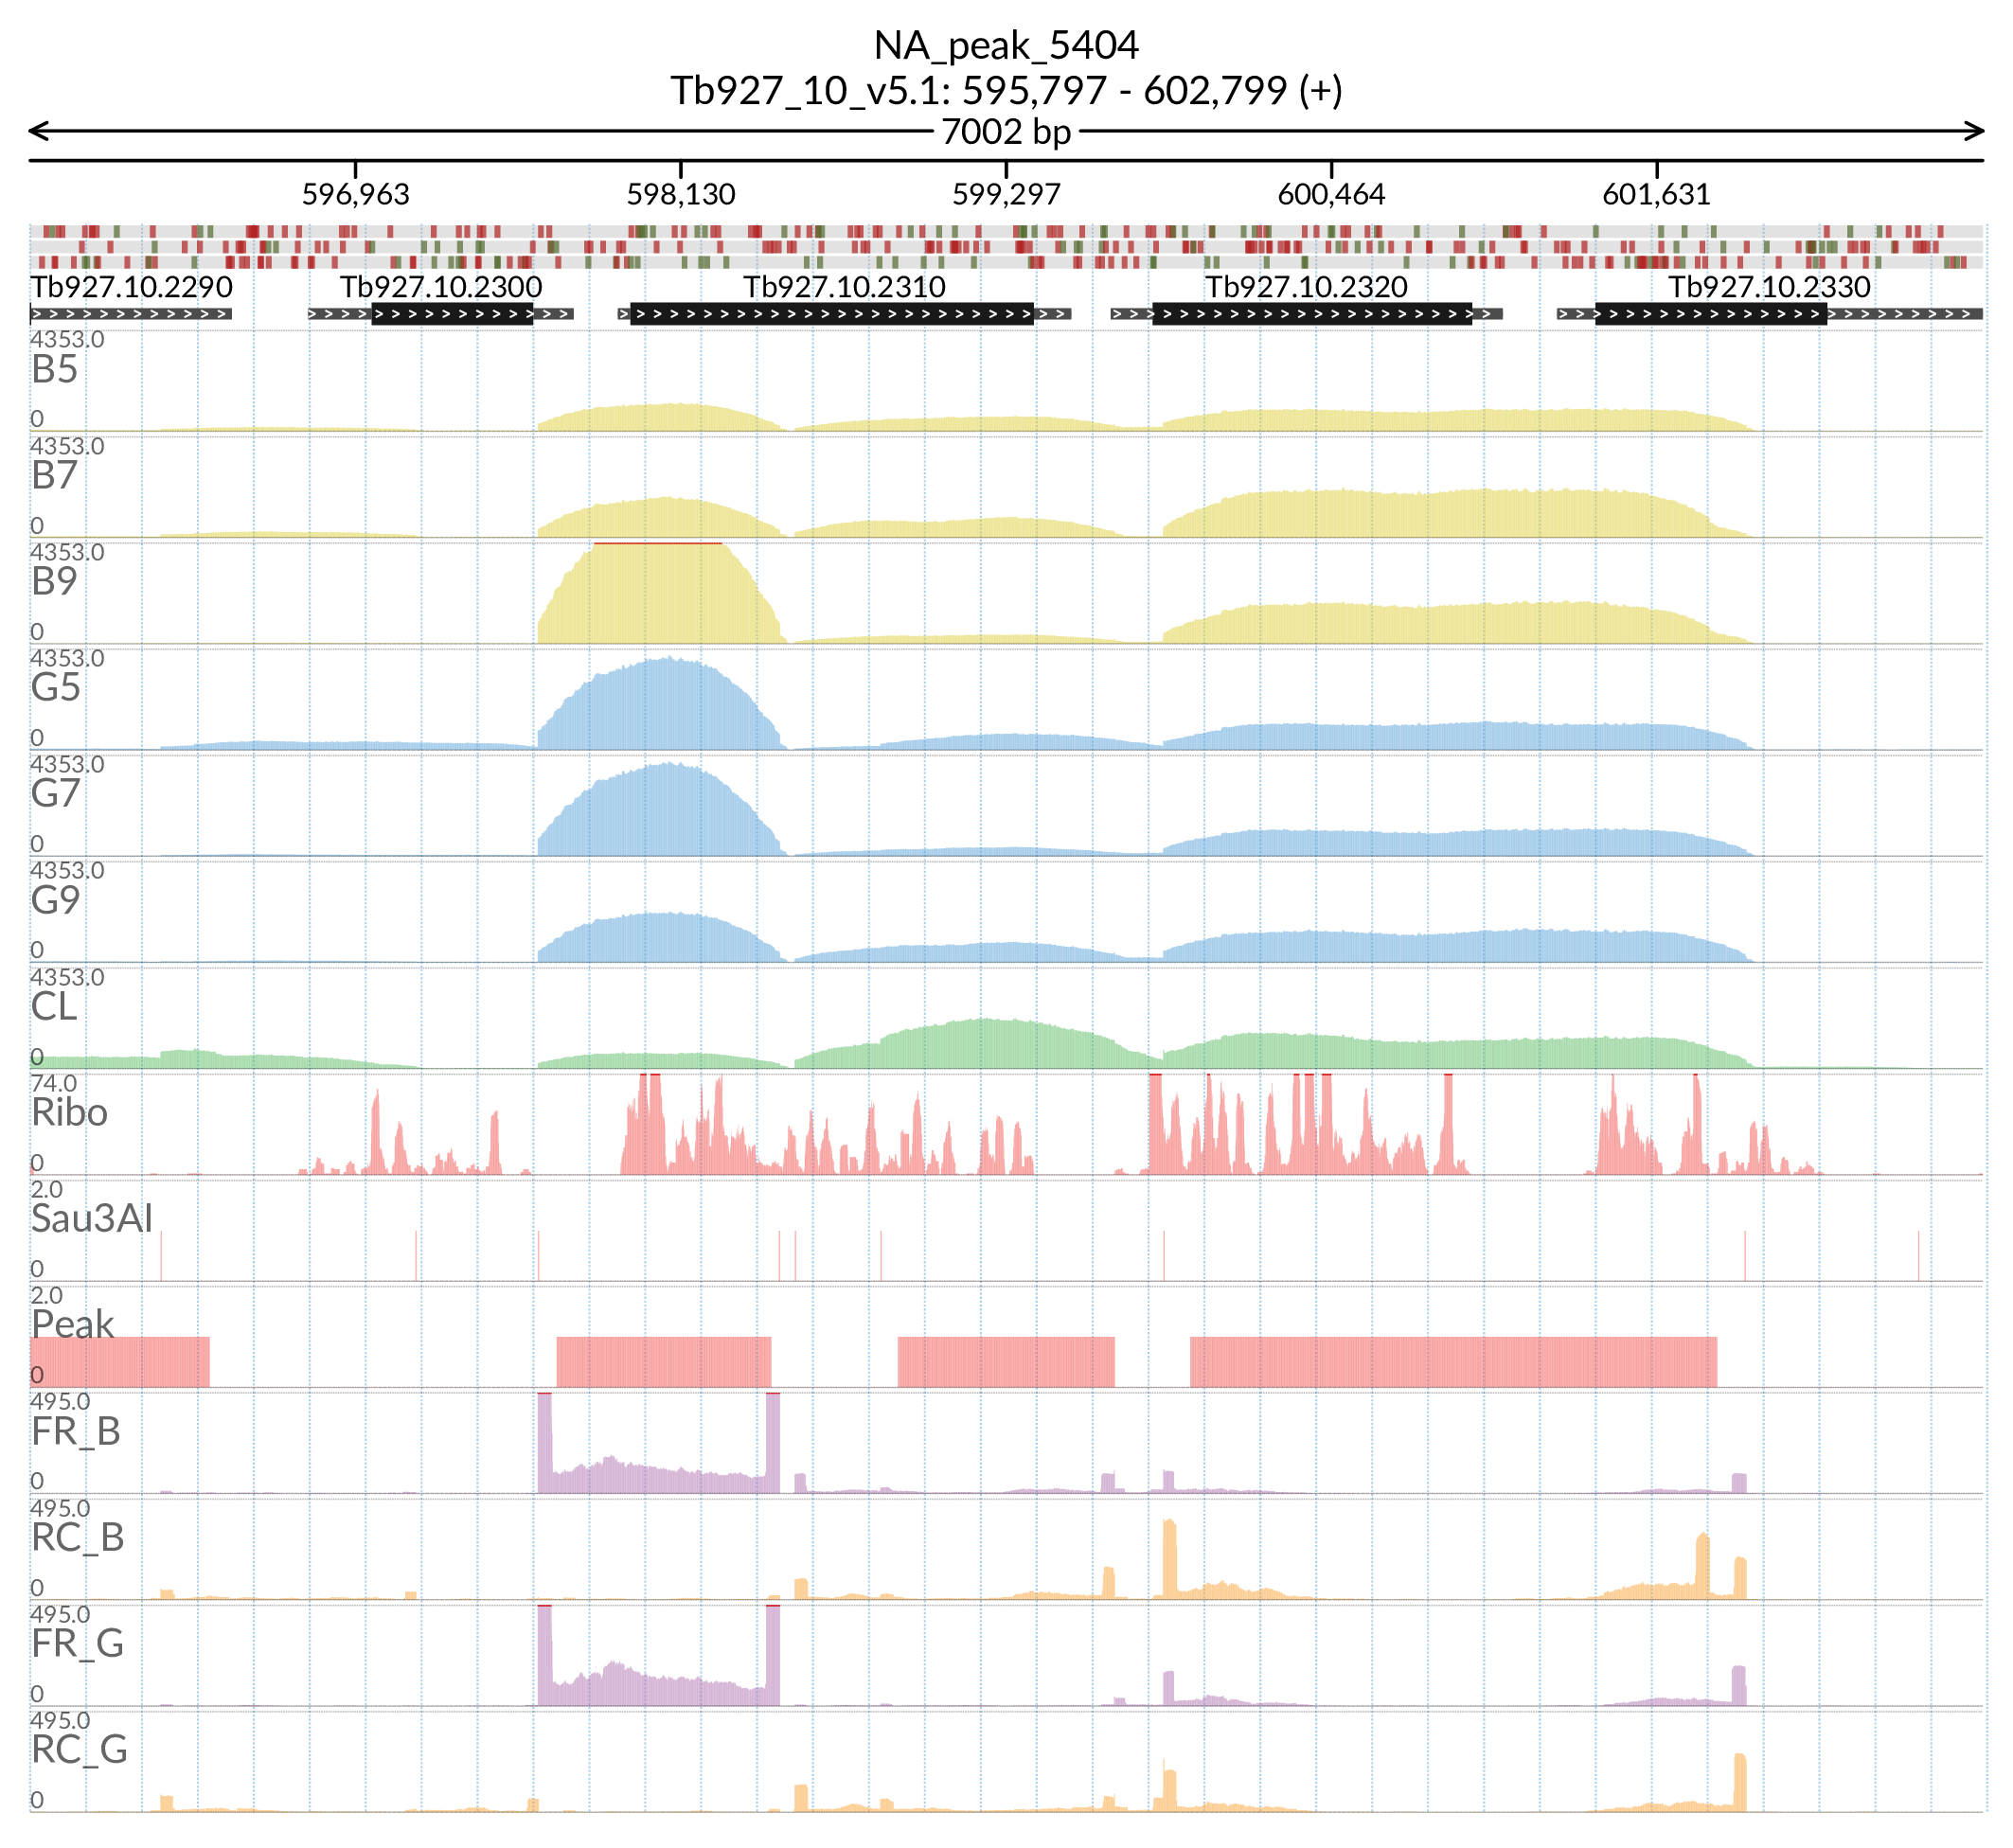 NA_peak_5404
Tb927_10_v5.1: 595,797 - 602,799 (+)
7002 bp
596,963 598,130 599,297 600,464 601,631
Tb927.10.2290 Tb927.10.2300 Tb927.10.2310 Tb927.10.2320 Tb927.10.2330
4353.0
B5
0
4353.0
B7
0
4353.0
B9
0
4353.0
G5
0
4353.0
G7
0
4353.0
G9
0
4353.0
CL
0
74.0
Ribo
0
2.0
Sau3AI
0
2.0
Peak
0
495.0
FR_B
0
495.0
RC_B
0
495.0
FR_G
0
495.0
RC_G
0